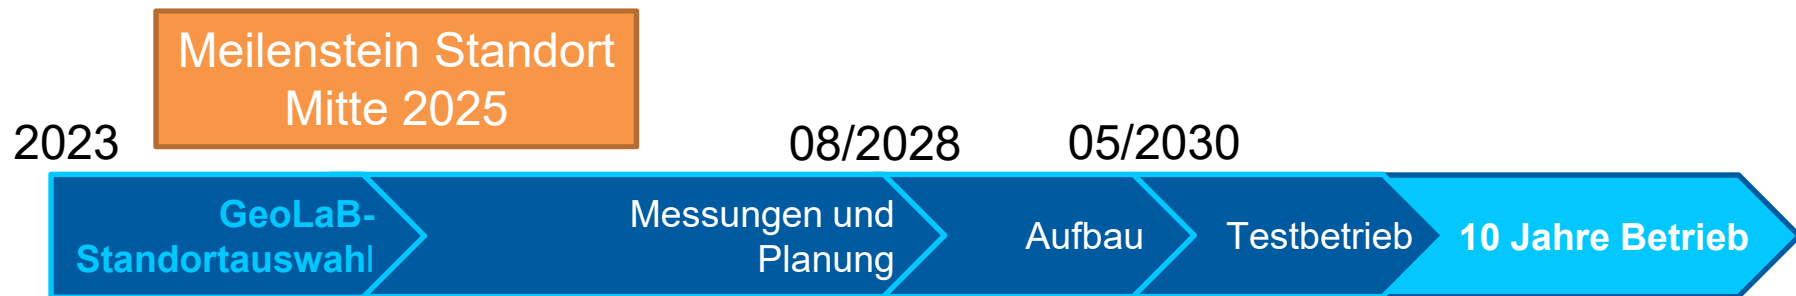 Meilenstein Standort
Mitte 2025
2023
08/2028
05/2030
GeoLaB-
Standortauswahl
Messungen und
Planung
Aufbau
Testbetrieb
10 Jahre Betrieb